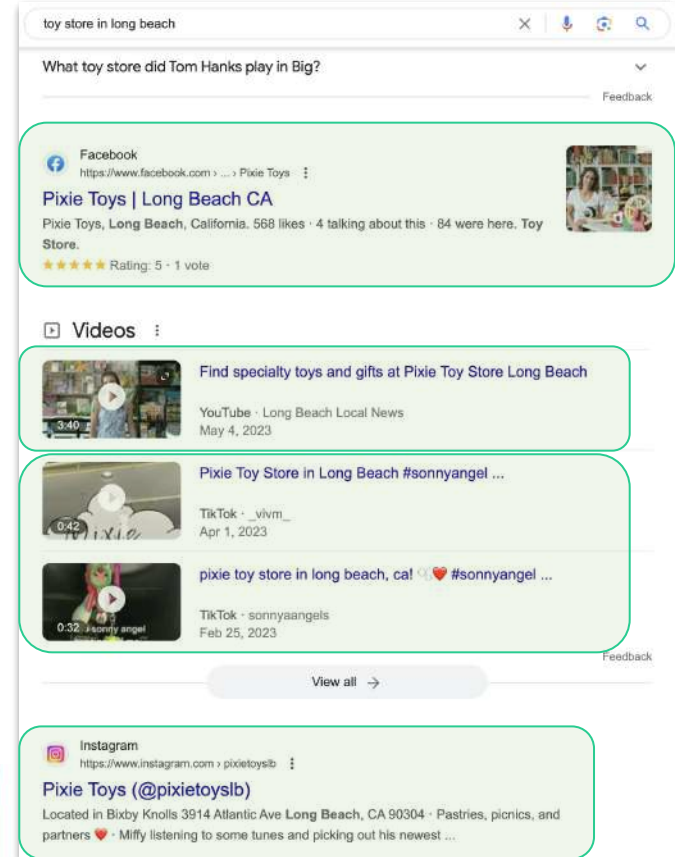 toy store in long beach
What toy store did Tom Hanks play in Big?
Feedback
Facebook
https://www.facebook.com › ... › Pixie Toys
Pixie Toys | Long Beach CA
Pixie Toys, Long Beach, California. 568 likes · 4 talking about this · 84 were here. Toy
Store.
Rating: 5 · 1 vote
Videos
Find specialty toys and gifts at Pixie Toy Store Long Beach
YouTube · Long Beach Local News
May 4, 2023
3:40
Pixie Toy Store in Long Beach #sonnyangel ...
TikTok · _vivm_
Apr 1, 2023
0:42
pixie toy store in long beach, ca! 🫧❤️ #sonnyangel ...
TikTok · sonnyaangels
Feb 25, 2023
0:32
sonny angel
Feedback
View all →
Instagram
https://www.instagram.com › pixietoyslb
Pixie Toys (@pixietoyslb)
Located in Bixby Knolls 3914 Atlantic Ave Long Beach, CA 90304 · Pastries, picnics, and
partners ❤️ · Miffy listening to some tunes and picking out his newest ...